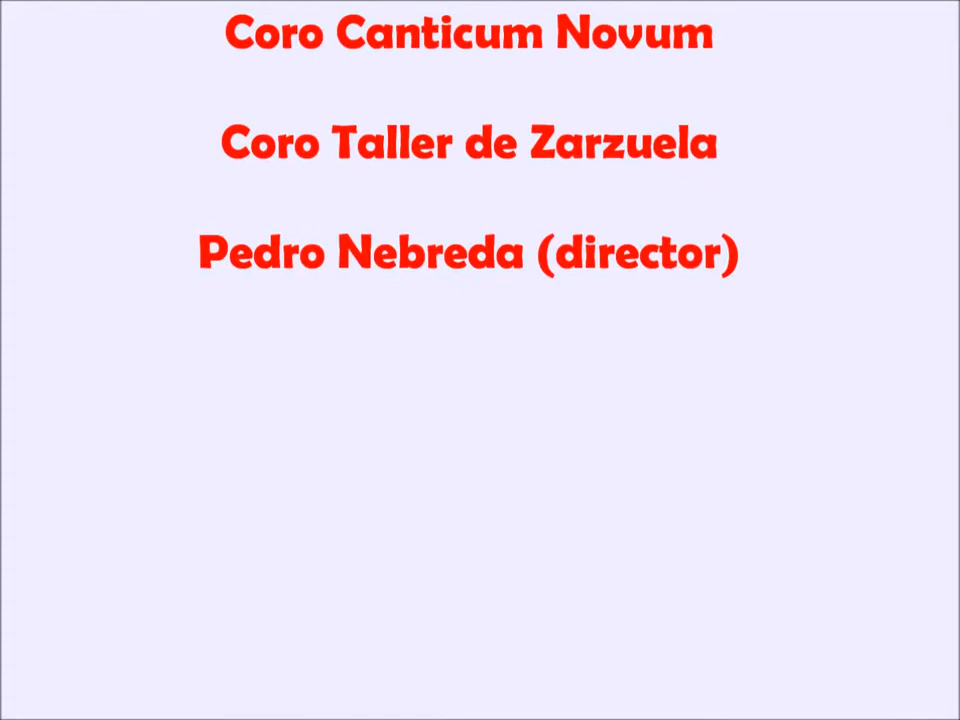 Coro Canticum Novum
Coro Taller de Zarzuela
Pedro Nebreda (director)